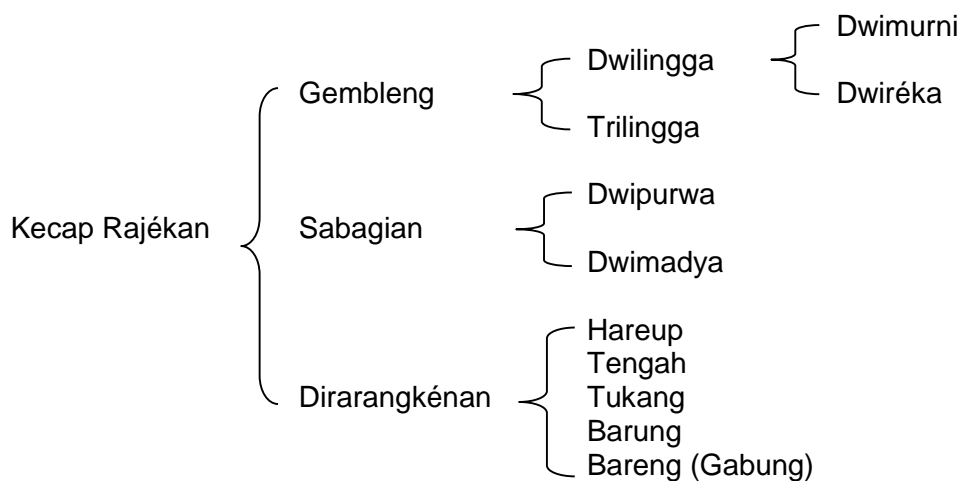 Kecap Rajékan
Gembleng
Dwilingga
Dwimurni
Dwiréka
Trilingga
Sabagian
Dwipurwa
Dwimadya
Dirarangkénan
Hareup
Tengah
Tukang
Barung
Bareng (Gabung)